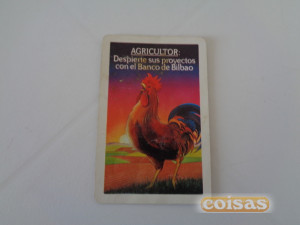 AGRICULTOR:
Despierte sus proyectos
con el Banco de Bilbao
coisas